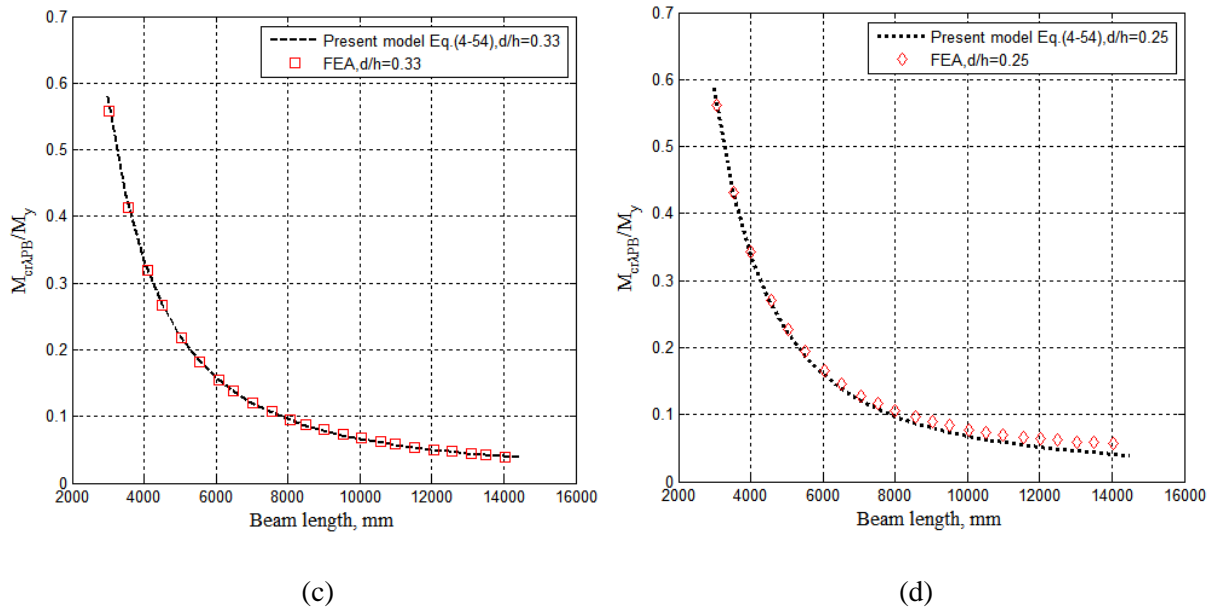 0.7
0.6
0.5
0.4
0.3
0.2
0.1
0
M_crλPB/M_y
Present model Eq.(4-54),d/h=0.33
FEA,d/h=0.33
2000 4000 6000 8000 10000 12000 14000 16000
Beam length, mm
(c)
0.7
0.6
0.5
0.4
0.3
0.2
0.1
0
M_crλPB/M_y
Present model Eq.(4-54),d/h=0.25
FEA,d/h=0.25
2000 4000 6000 8000 10000 12000 14000 16000
Beam length, mm
(d)